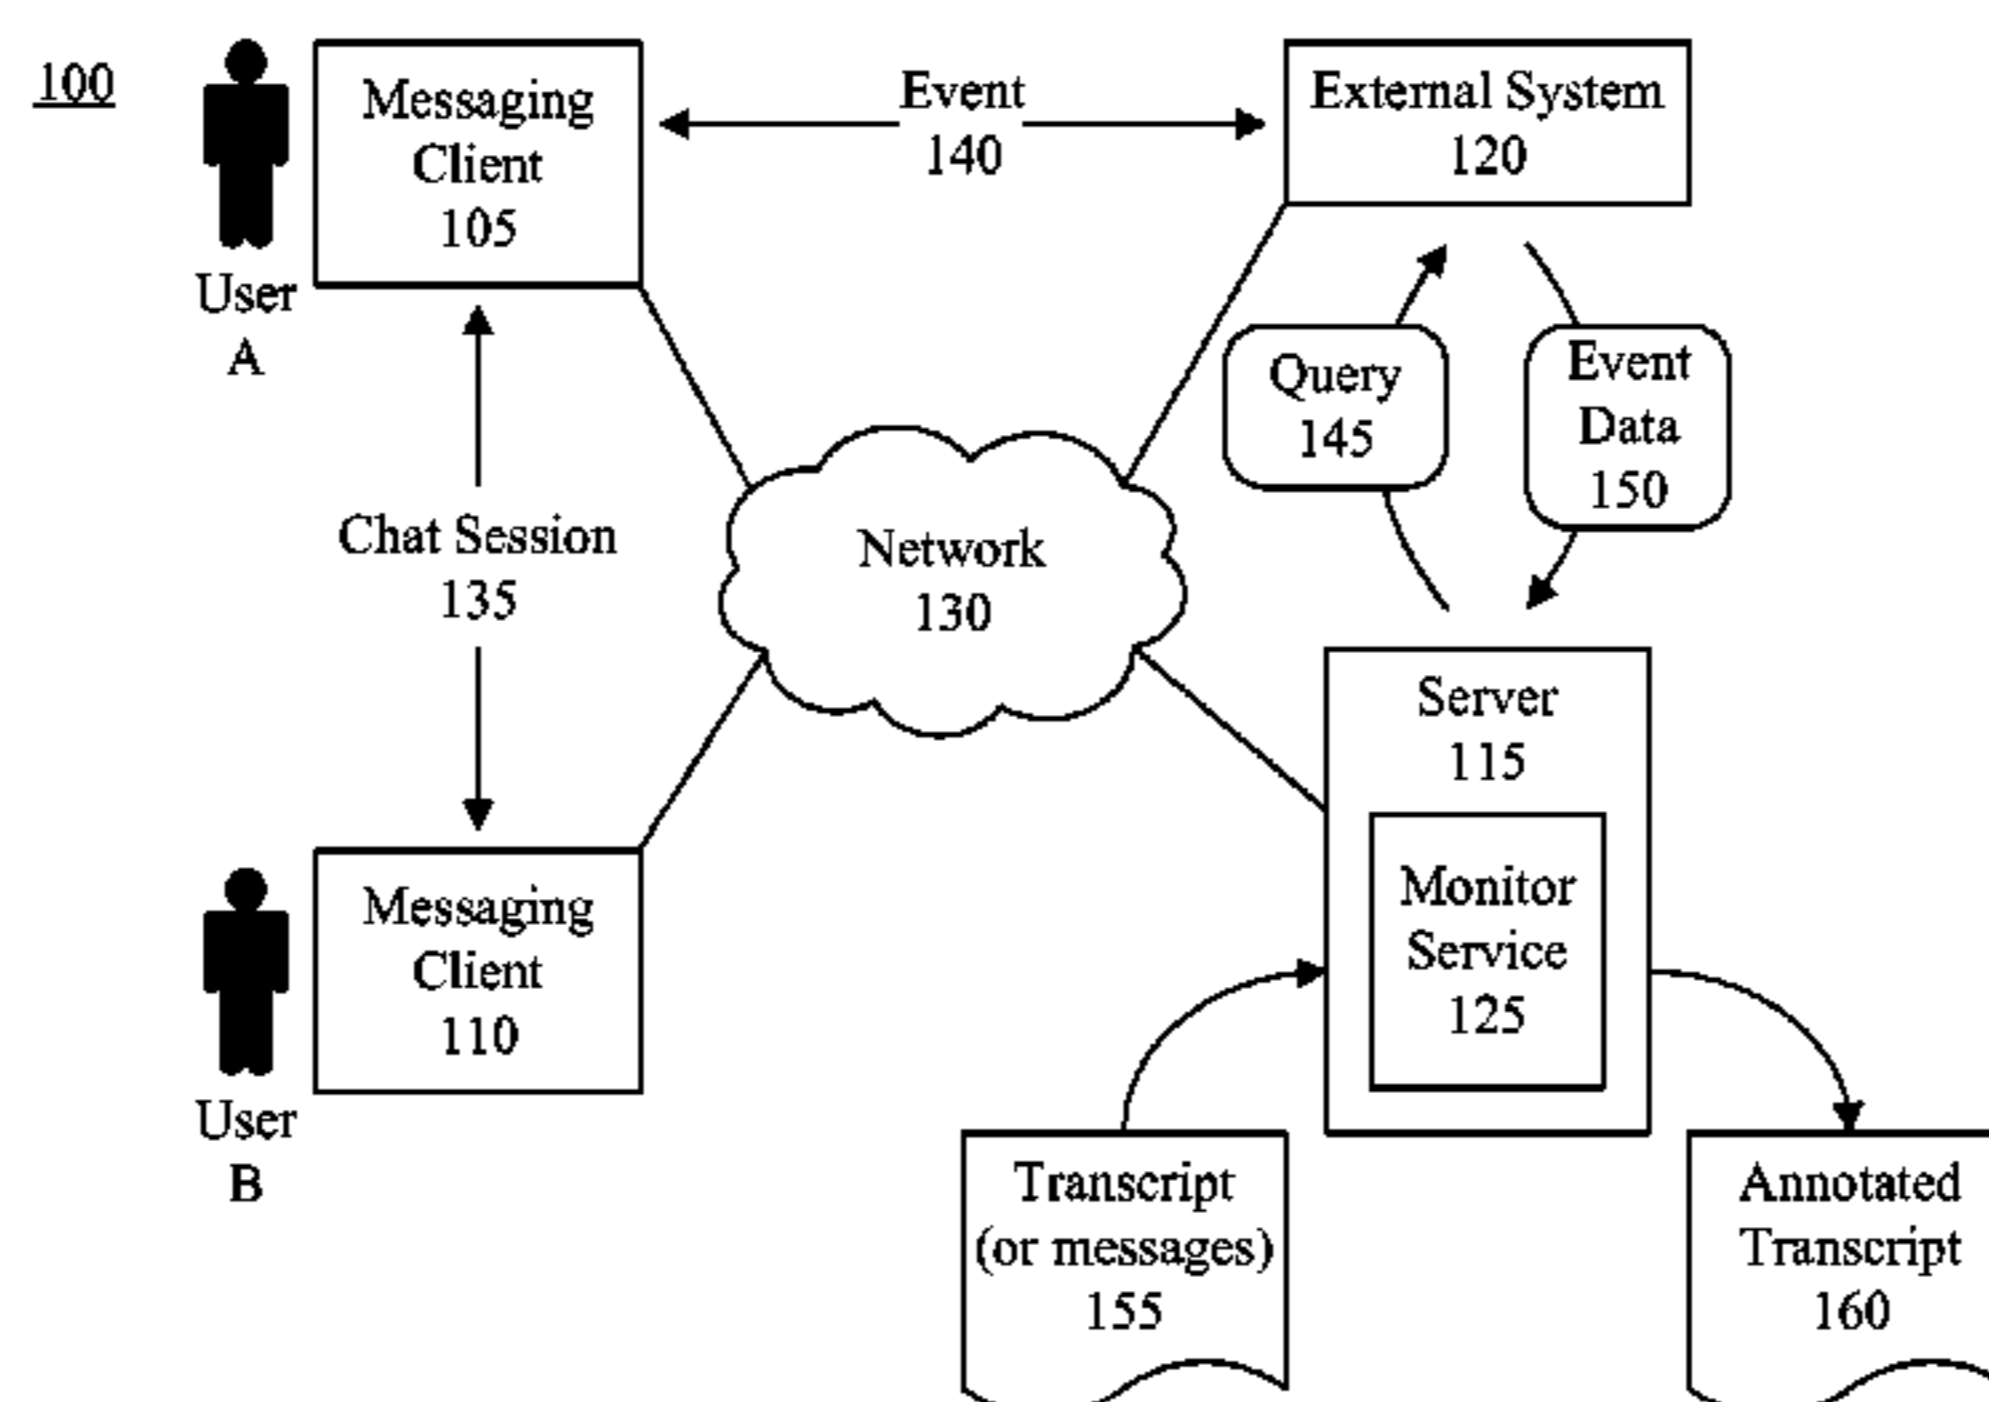 100
Messaging
Client
105
User
A
Event
140
External System
120
Query
145
Event
Data
150
Chat Session
135
Network
130
Server
115
Monitor
Service
125
Messaging
Client
110
User
B
Transcript
(or messages)
155
Annotated
Transcript
160